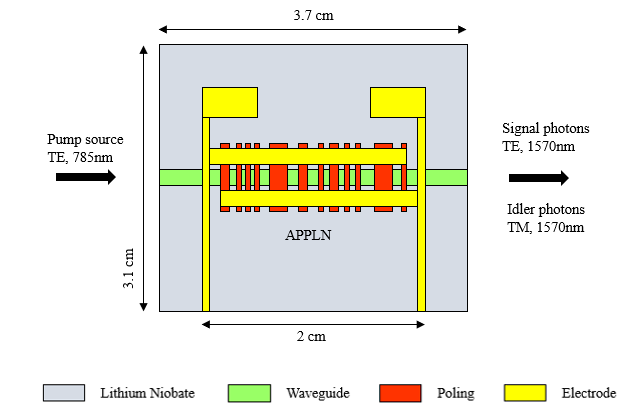 3.7 cm
Pump source
TE, 785nm
Signal photons
TE, 1570nm
Idler photons
TM, 1570nm
APPLN
3.1 cm
2 cm
Lithium Niobate
Waveguide
Poling
Electrode